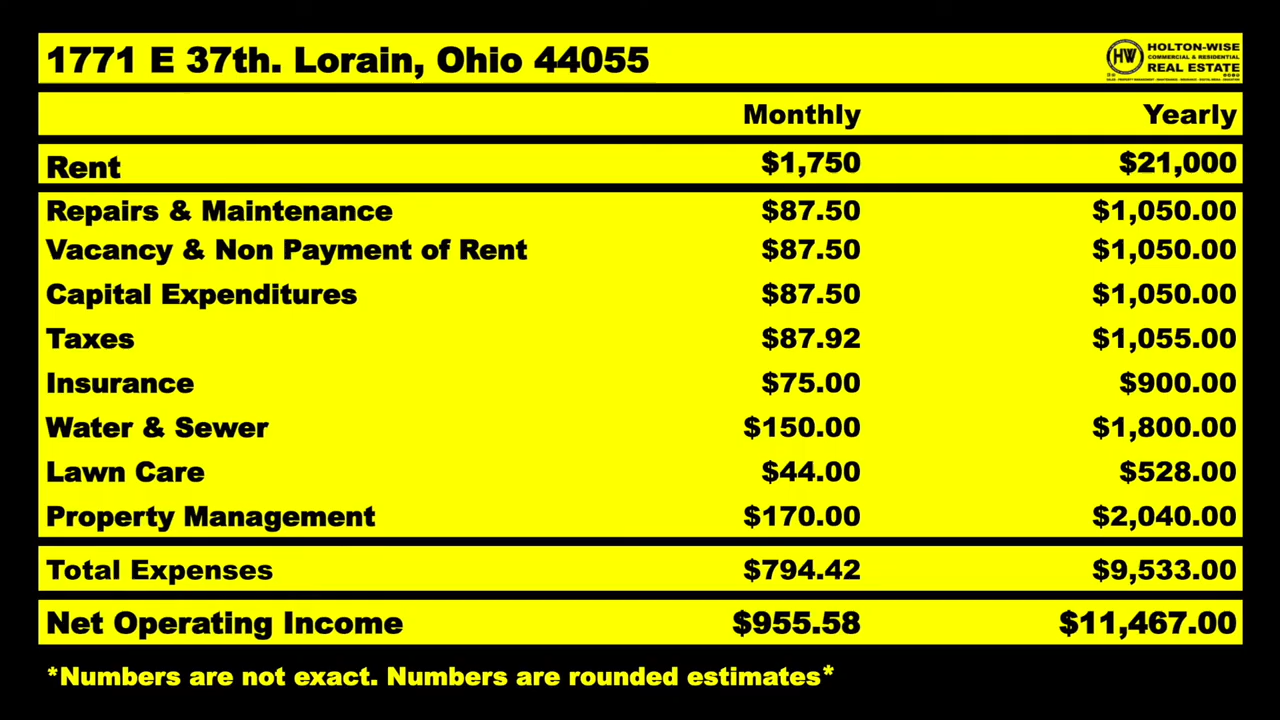 1771 E 37th. Lorain, Ohio 44055
HW
HOLTON-WISE
COMMERCIAL & RESIDENTIAL
REAL ESTATE
Monthly Yearly
Rent $1,750 $21,000
Repairs & Maintenance $87.50 $1,050.00
Vacancy & Non Payment of Rent $87.50 $1,050.00
Capital Expenditures $87.50 $1,050.00
Taxes $87.92 $1,055.00
Insurance $75.00 $900.00
Water & Sewer $150.00 $1,800.00
Lawn Care $44.00 $528.00
Property Management $170.00 $2,040.00
Total Expenses $794.42 $9,533.00
Net Operating Income $955.58 $11,467.00
*Numbers are not exact. Numbers are rounded estimates*